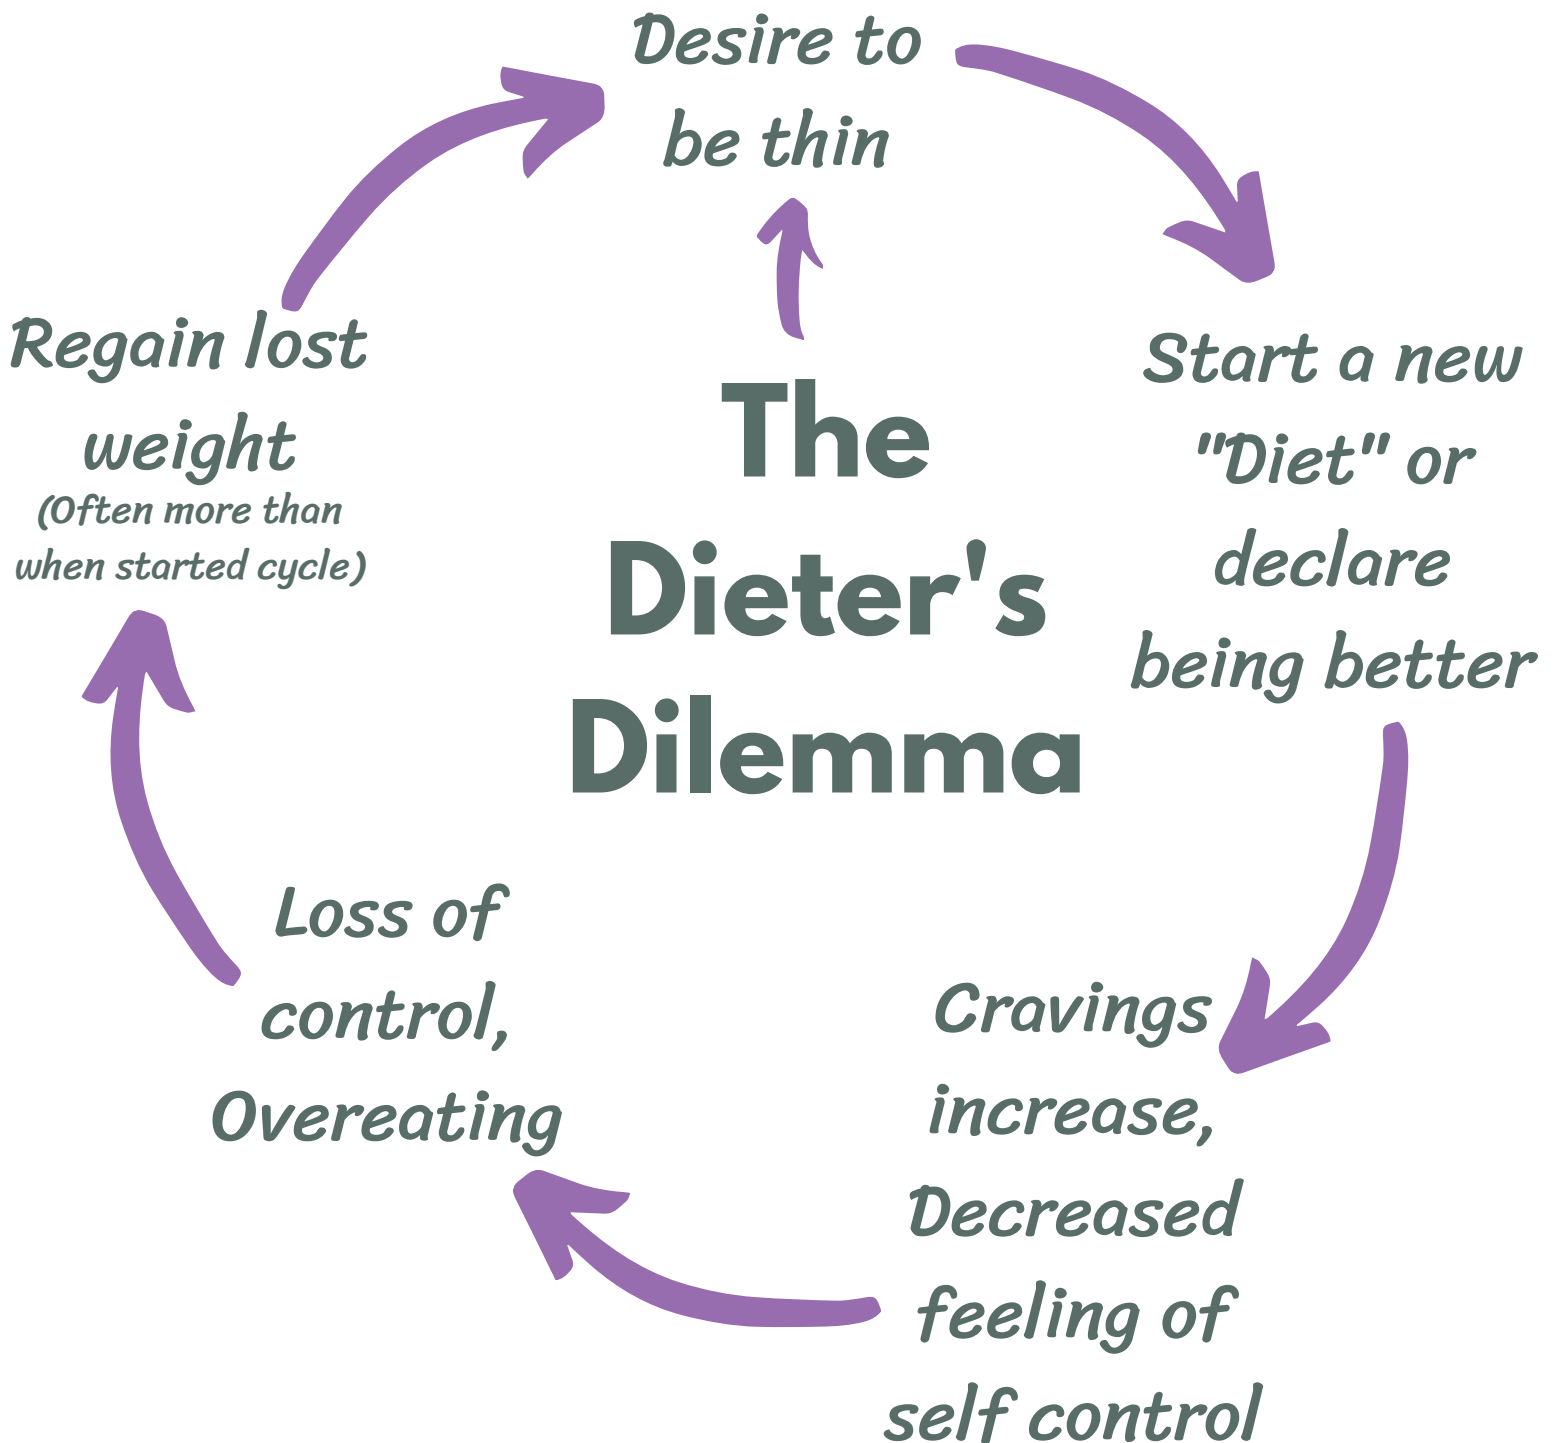 Desire to
be thin
Start a new
"Diet" or
declare
being better
Cravings
increase,
Decreased
feeling of
self control
Loss of
control,
Overeating
Regain lost
weight
(Often more than
when started cycle)
The
Dieter's
Dilemma